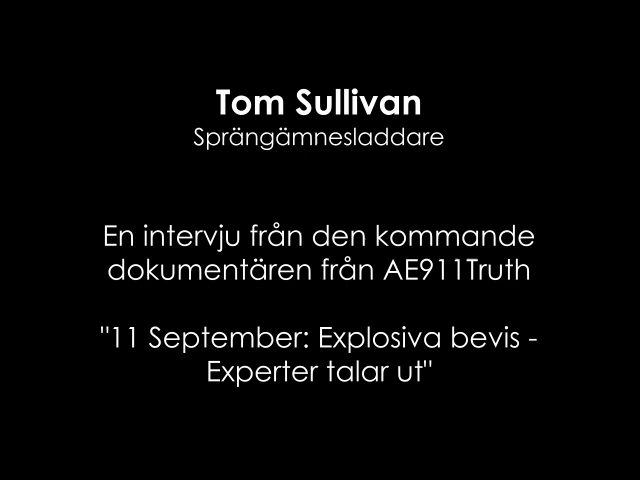 Tom Sullivan
Sprängämnesladdare
En intervju från den kommande
dokumentären från AE911Truth
"11 September: Explosiva bevis -
Experter talar ut"